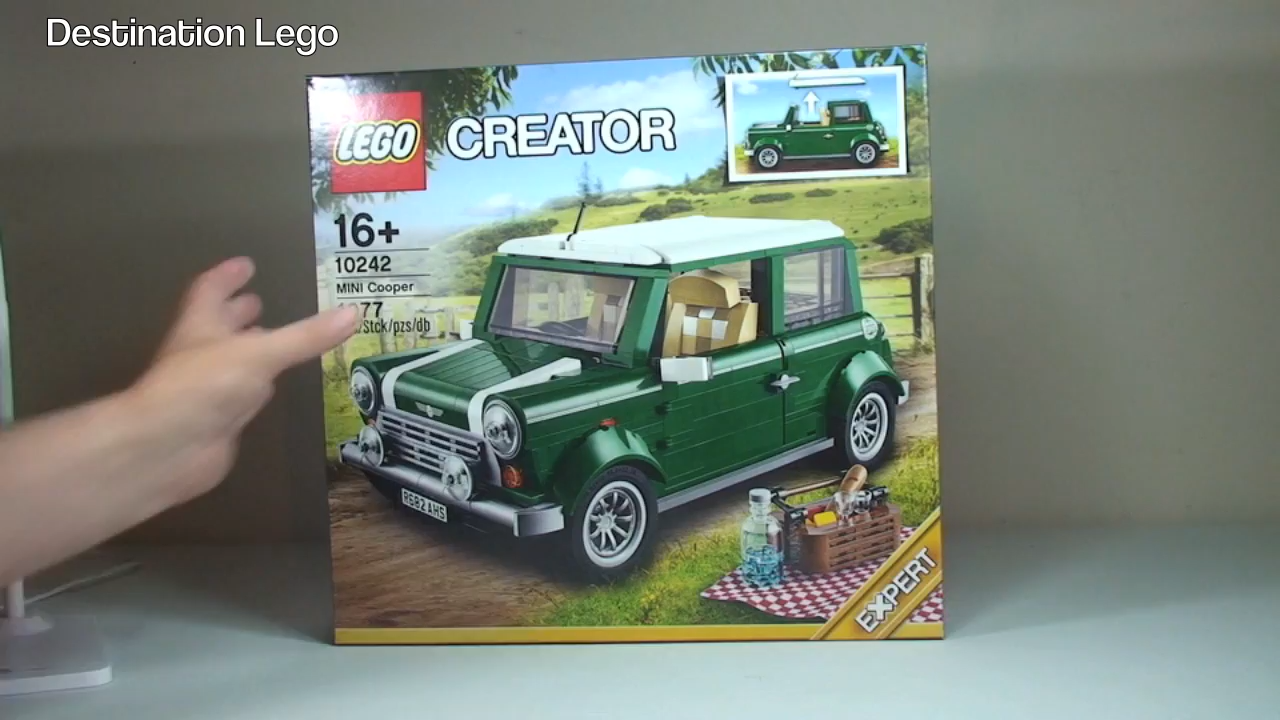 Destination Lego
LEGO
CREATOR
16+
10242
MINI Cooper
Stck/pzs/db
R682 AHS
EXPERT